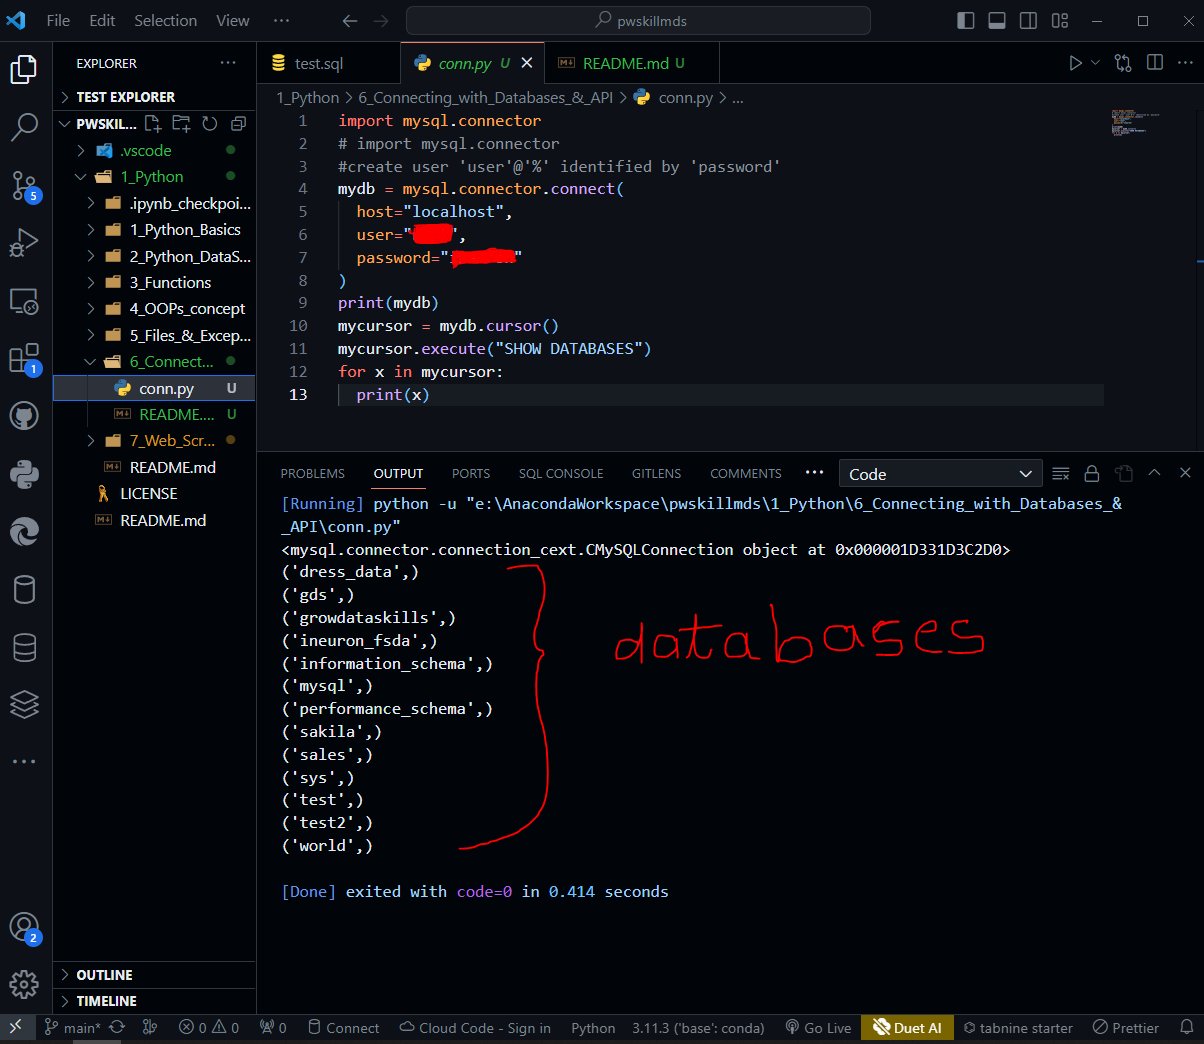 File Edit Selection View ... pwskillmds
EXPLORER ...
TEST EXPLORER
PWSKIL...
.vscode
1_Python
.ipynb_checkpoi...
1_Python_Basics
2_Python_DataS...
3_Functions
4_OOPs_concept
5_Files_&_Excep...
6_Connect...
conn.py U
README.... U
7_Web_Scr...
README.md
LICENSE
README.md
OUTLINE
TIMELINE
5
1
2
test.sql conn.py U README.md U
1_Python > 6_Connecting_with_Databases_&_API > conn.py > ...
1 import mysql.connector
2 # import mysql.connector
3 #create user 'user'@'%' identified by 'password'
4 mydb = mysql.connector.connect(
5 host="localhost",
6 user="",
7 password=""
8 )
9 print(mydb)
10 mycursor = mydb.cursor()
11 mycursor.execute("SHOW DATABASES")
12 for x in mycursor:
13 print(x)
PROBLEMS OUTPUT PORTS SQL CONSOLE GITLENS COMMENTS ... Code
[Running] python -u "e:\AnacondaWorkspace\pwskillmds\1_Python\6_Connecting_with_Databases_&
_API\conn.py"
<mysql.connector.connection_cext.CMySQLConnection object at 0x000001D331D3C2D0>
('dress_data',)
('gds',)
('growdataskills',)
('ineuron_fsda',)
('information_schema',)
('mysql',)
('performance_schema',)
('sakila',)
('sales',)
('sys',)
('test',)
('test2',)
('world',)
databases
[Done] exited with code=0 in 0.414 seconds
main* 0 0 0 Connect Cloud Code - Sign in Python 3.11.3 ('base': conda) Go Live Duet AI tabnine starter Prettier